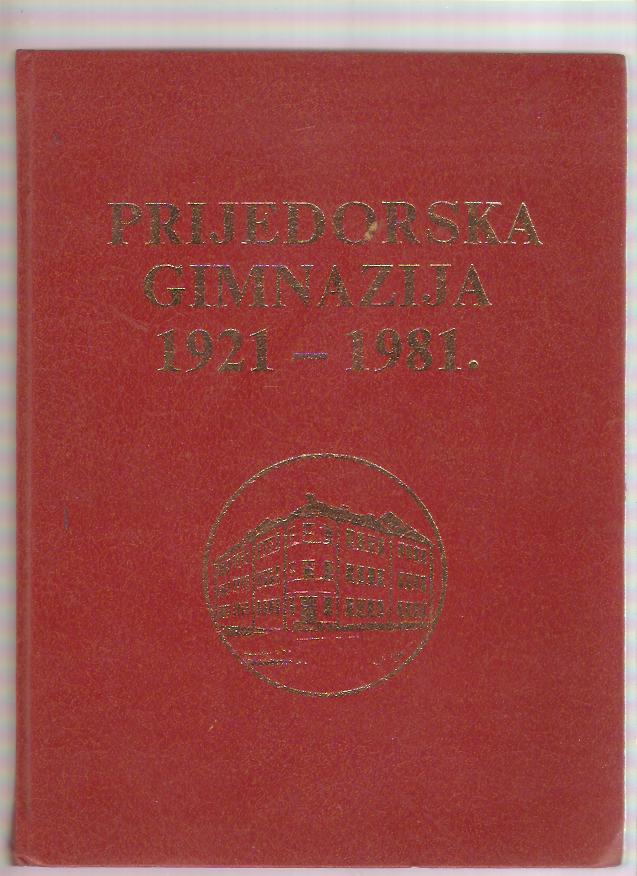 PRIJEDORSKA
GIMNAZIJA
1921 – 1981.